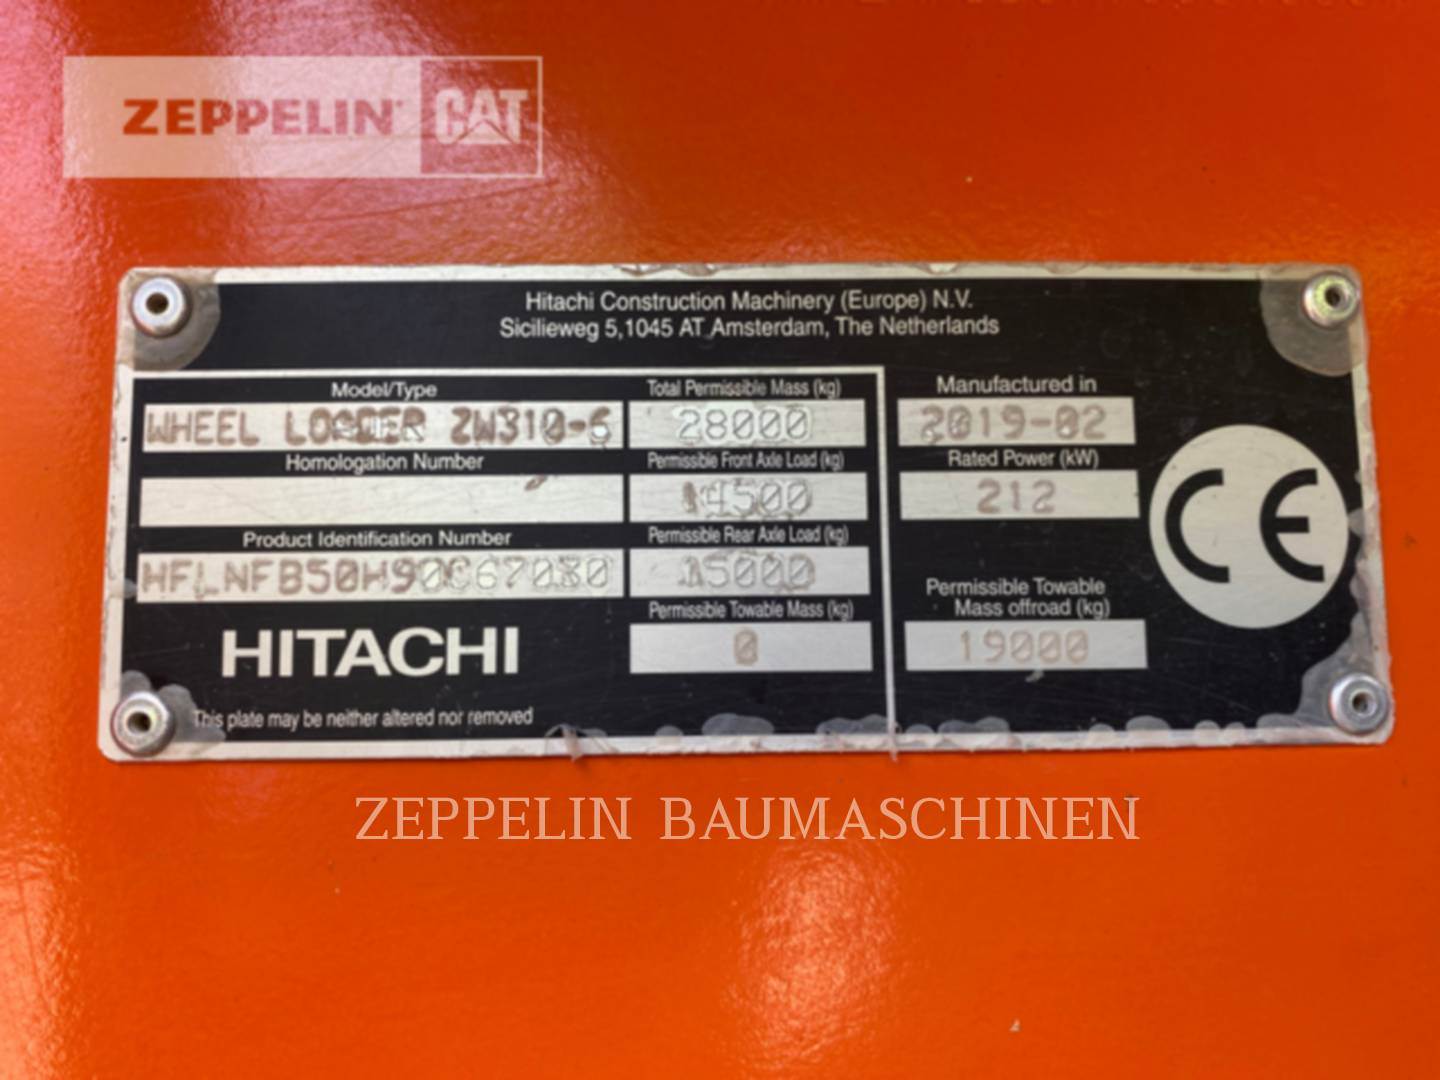 ZEPPELIN CAT
Hitachi Construction Machinery (Europe) N.V.
Sicilieweg 5,1045 AT Amsterdam, The Netherlands
Model/Type
WHEEL LOADER ZW310-6
Homologation Number
Product Identification Number
HITACHI
This plate may be neither altered nor removed
Total Permissible Mass (kg)
28000
Permissible Front Axle Load (kg)
14500
Permissible Rear Axle Load (kg)
15000
Permissible Towable Mass (kg)
0
Manufactured in
2019-02
Rated Power (kW)
212
Permissible Towable
Mass offroad (kg)
19000
CE
ZEPPELIN BAUMASCHINEN